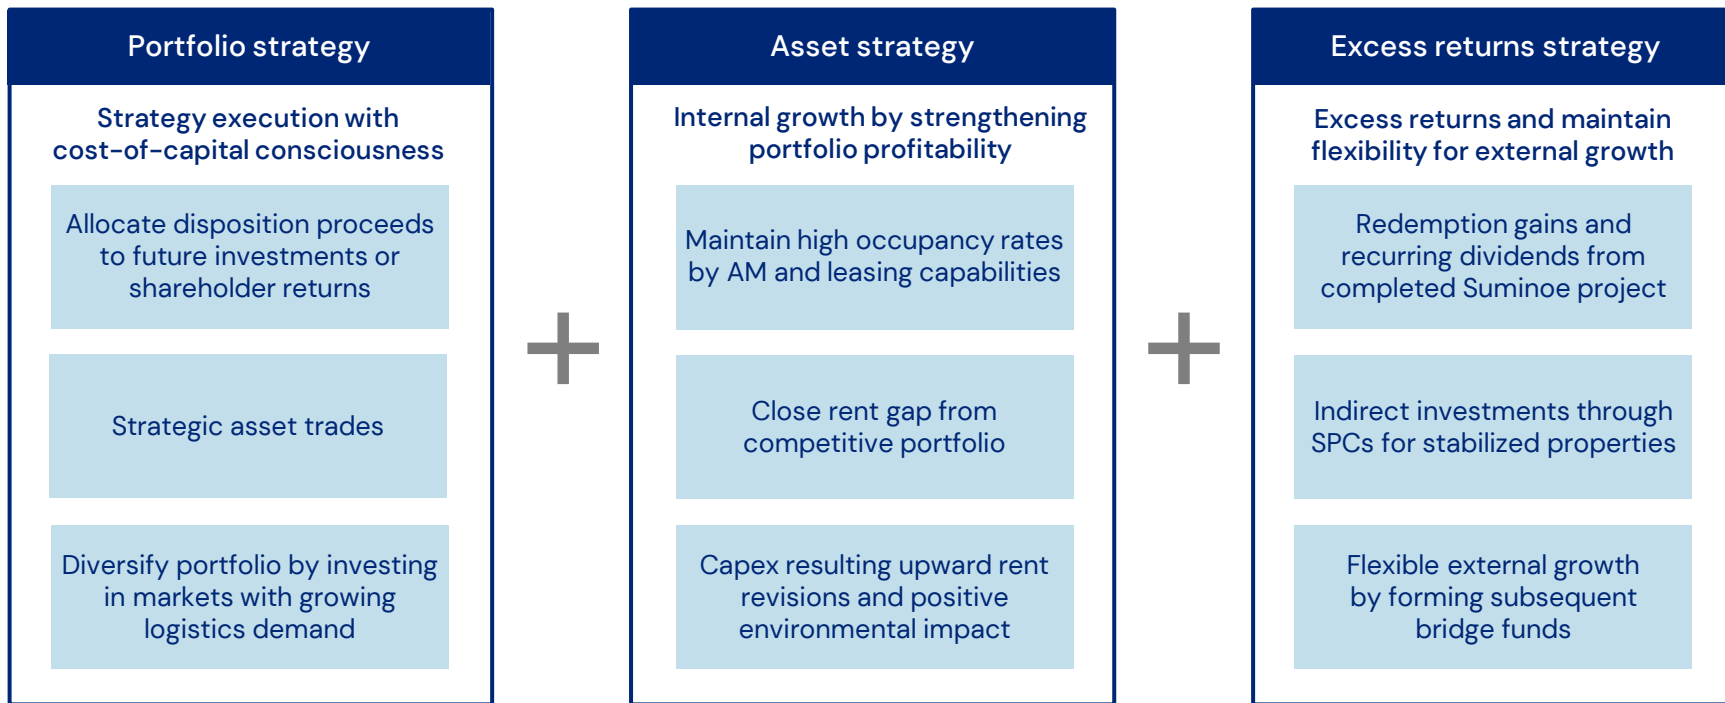 Portfolio strategy
Strategy execution with
cost-of-capital consciousness
Allocate disposition proceeds
to future investments or
shareholder returns
Strategic asset trades
Diversify portfolio by investing
in markets with growing
logistics demand
Asset strategy
Internal growth by strengthening
portfolio profitability
Maintain high occupancy rates
by AM and leasing capabilities
Close rent gap from
competitive portfolio
Capex resulting upward rent
revisions and positive
environmental impact
Excess returns strategy
Excess returns and maintain
flexibility for external growth
Redemption gains and
recurring dividends from
completed Suminoe project
Indirect investments through
SPCs for stabilized properties
Flexible external growth
by forming subsequent
bridge funds